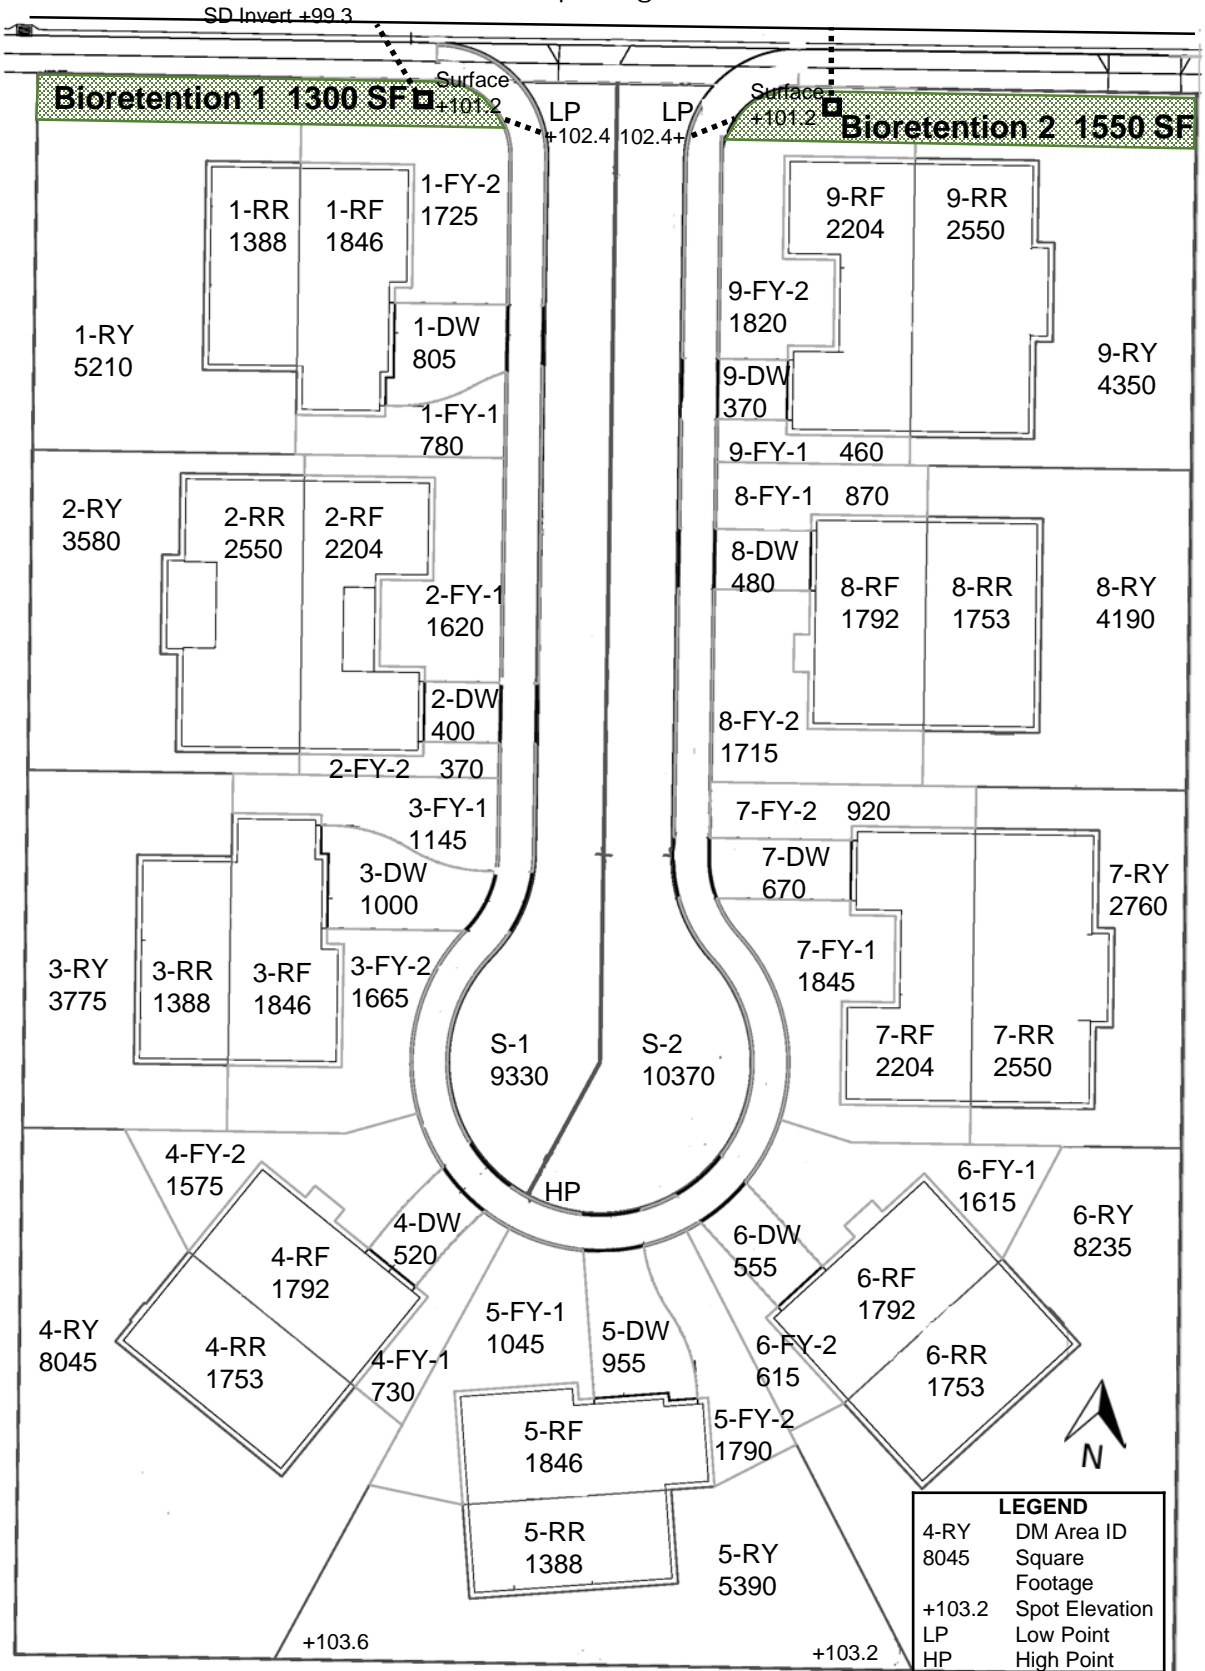 SD Invert +99.3
Bioretention 1 1300 SF
Surface
+101.2
LP
+102.4
LP
102.4+
Surface
+101.2
Bioretention 2 1550 SF
1-RR
1388
1-RF
1846
1-FY-2
1725
1-DW
805
1-RY
5210
1-FY-1
780
9-RF
2204
9-RR
2550
9-FY-2
1820
9-DW
370
9-RY
4350
9-FY-1 460
2-RY
3580
2-RR
2550
2-RF
2204
2-FY-1
1620
2-DW
400
2-FY-2 370
8-FY-1 870
8-DW
480
8-RF
1792
8-RR
1753
8-RY
4190
8-FY-2
1715
3-FY-1
1145
3-DW
1000
3-RY
3775
3-RR
1388
3-RF
1846
3-FY-2
1665
7-FY-2 920
7-DW
670
7-RY
2760
7-FY-1
1845
7-RF
2204
7-RR
2550
S-1
9330
S-2
10370
HP
4-FY-2
1575
4-DW
520
4-RF
1792
4-RY
8045
4-RR
1753
4-FY-1
730
5-FY-1
1045
5-DW
955
5-RF
1846
5-FY-2
1790
5-RR
1388
5-RY
5390
6-FY-1
1615
6-DW
555
6-RF
1792
6-RY
8235
6-FY-2
615
6-RR
1753
N
+103.6
+103.2
LEGEND
4-RY DM Area ID
8045 Square
Footage
+103.2 Spot Elevation
LP Low Point
HP High Point